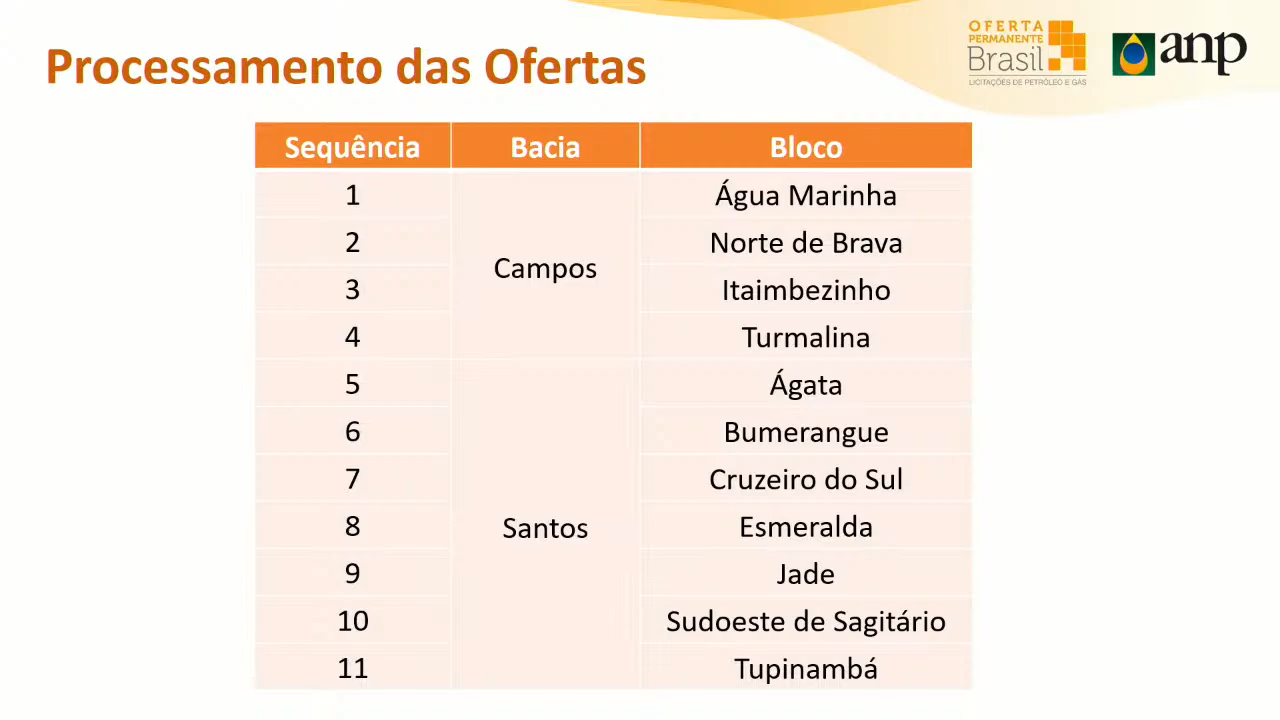 Processamento das Ofertas
OFERTA
PERMANENTE
Brasil
LICITAÇÕES DE PETRÓLEO E GÁS
anp
Sequência Bacia Bloco
1 Água Marinha
2 Norte de Brava
Campos
3 Itaimbezinho
4 Turmalina
5 Ágata
6 Bumerangue
7 Cruzeiro do Sul
8 Santos Esmeralda
9 Jade
10 Sudoeste de Sagitário
11 Tupinambá